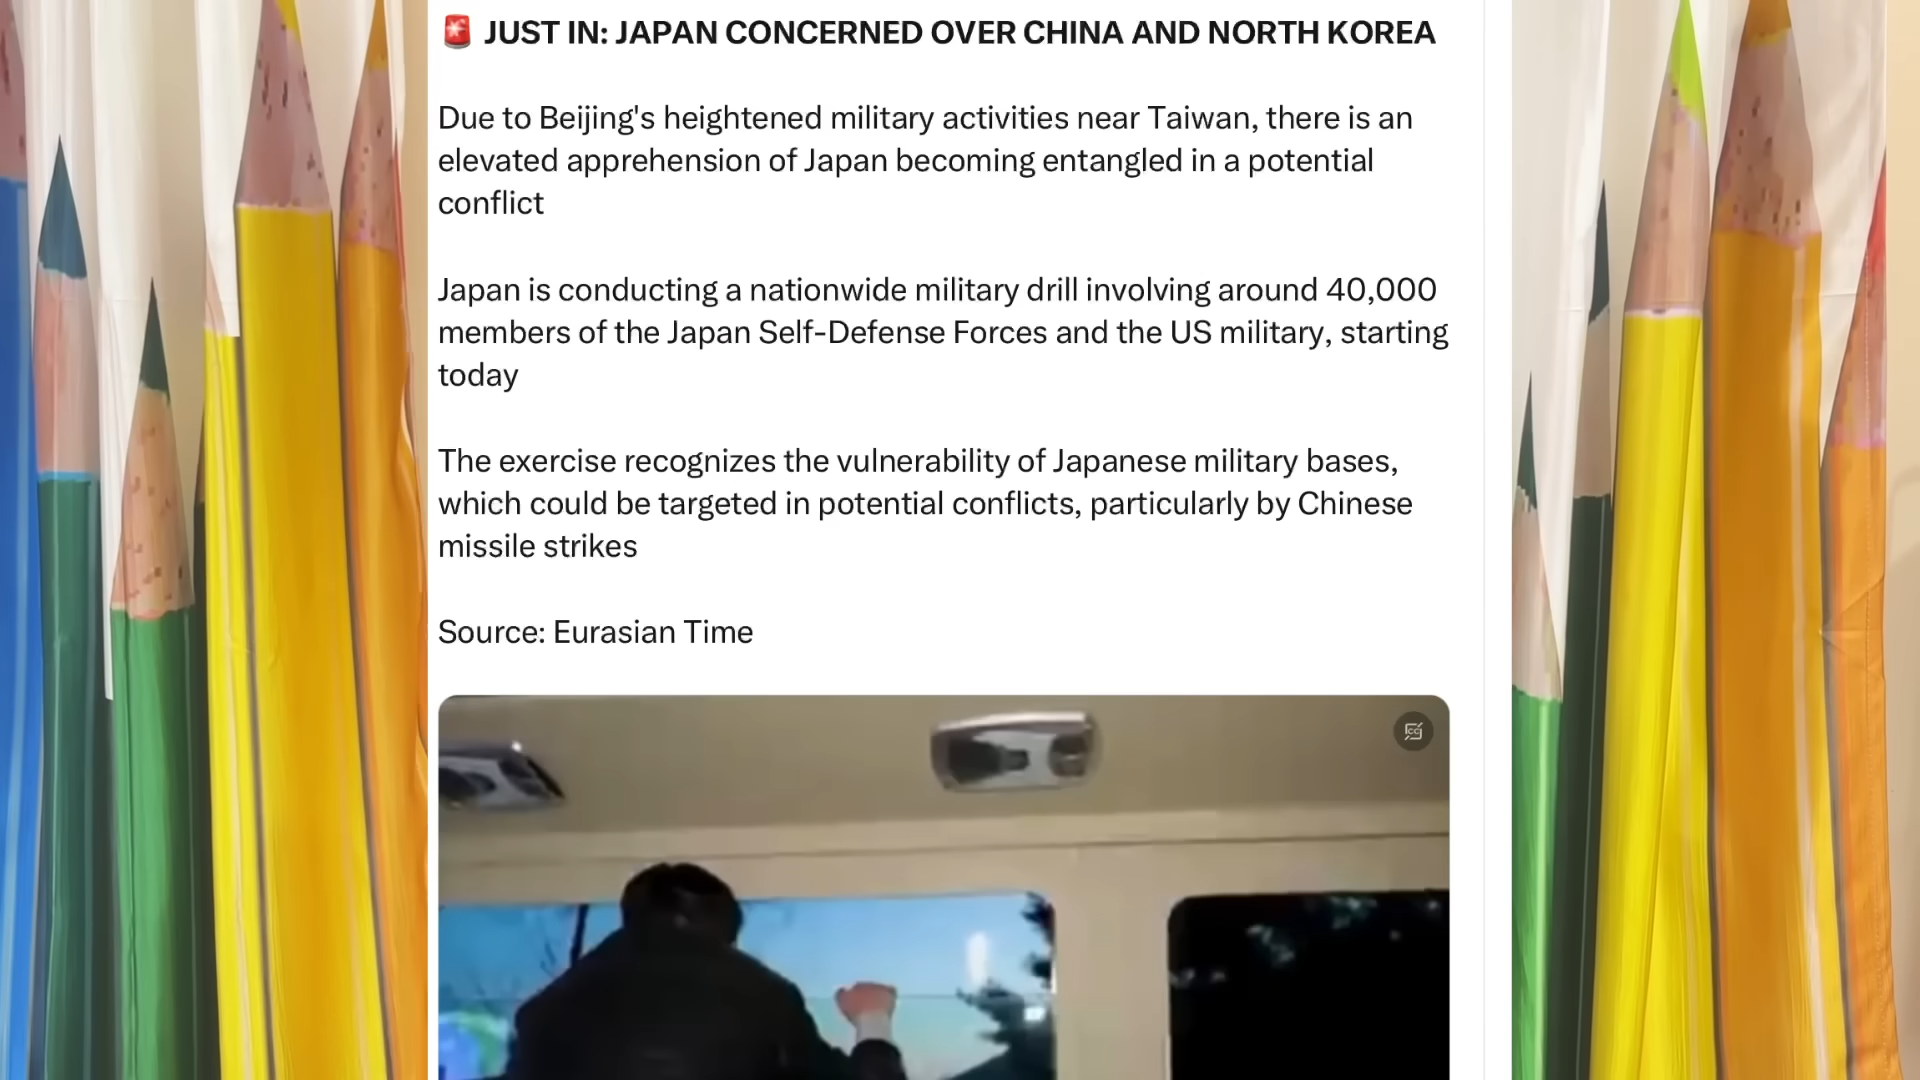 🚨 JUST IN: JAPAN CONCERNED OVER CHINA AND NORTH KOREA
Due to Beijing's heightened military activities near Taiwan, there is an
elevated apprehension of Japan becoming entangled in a potential
conflict
Japan is conducting a nationwide military drill involving around 40,000
members of the Japan Self-Defense Forces and the US military, starting
today
The exercise recognizes the vulnerability of Japanese military bases,
which could be targeted in potential conflicts, particularly by Chinese
missile strikes
Source: Eurasian Time